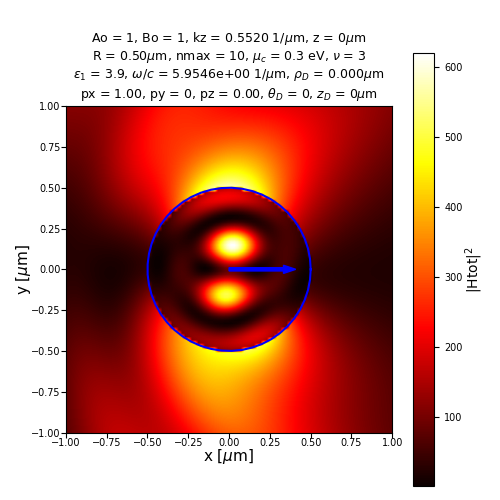 Ao = 1, Bo = 1, kz = 0.5520 1/μm, z = 0μm
R = 0.50μm, nmax = 10, μc = 0.3 eV, ν = 3
ε1 = 3.9, ω/c = 5.9546e+00 1/μm, ρD = 0.000μm
px = 1.00, py = 0, pz = 0.00, θD = 0, zD = 0μm
1.00
0.75
0.50
0.25
0.00
−0.25
−0.50
−0.75
−1.00
y [μm]
−1.00 −0.75 −0.50 −0.25 0.00 0.25 0.50 0.75 1.00
x [μm]
600
500
400
300
200
100
|Htot|²